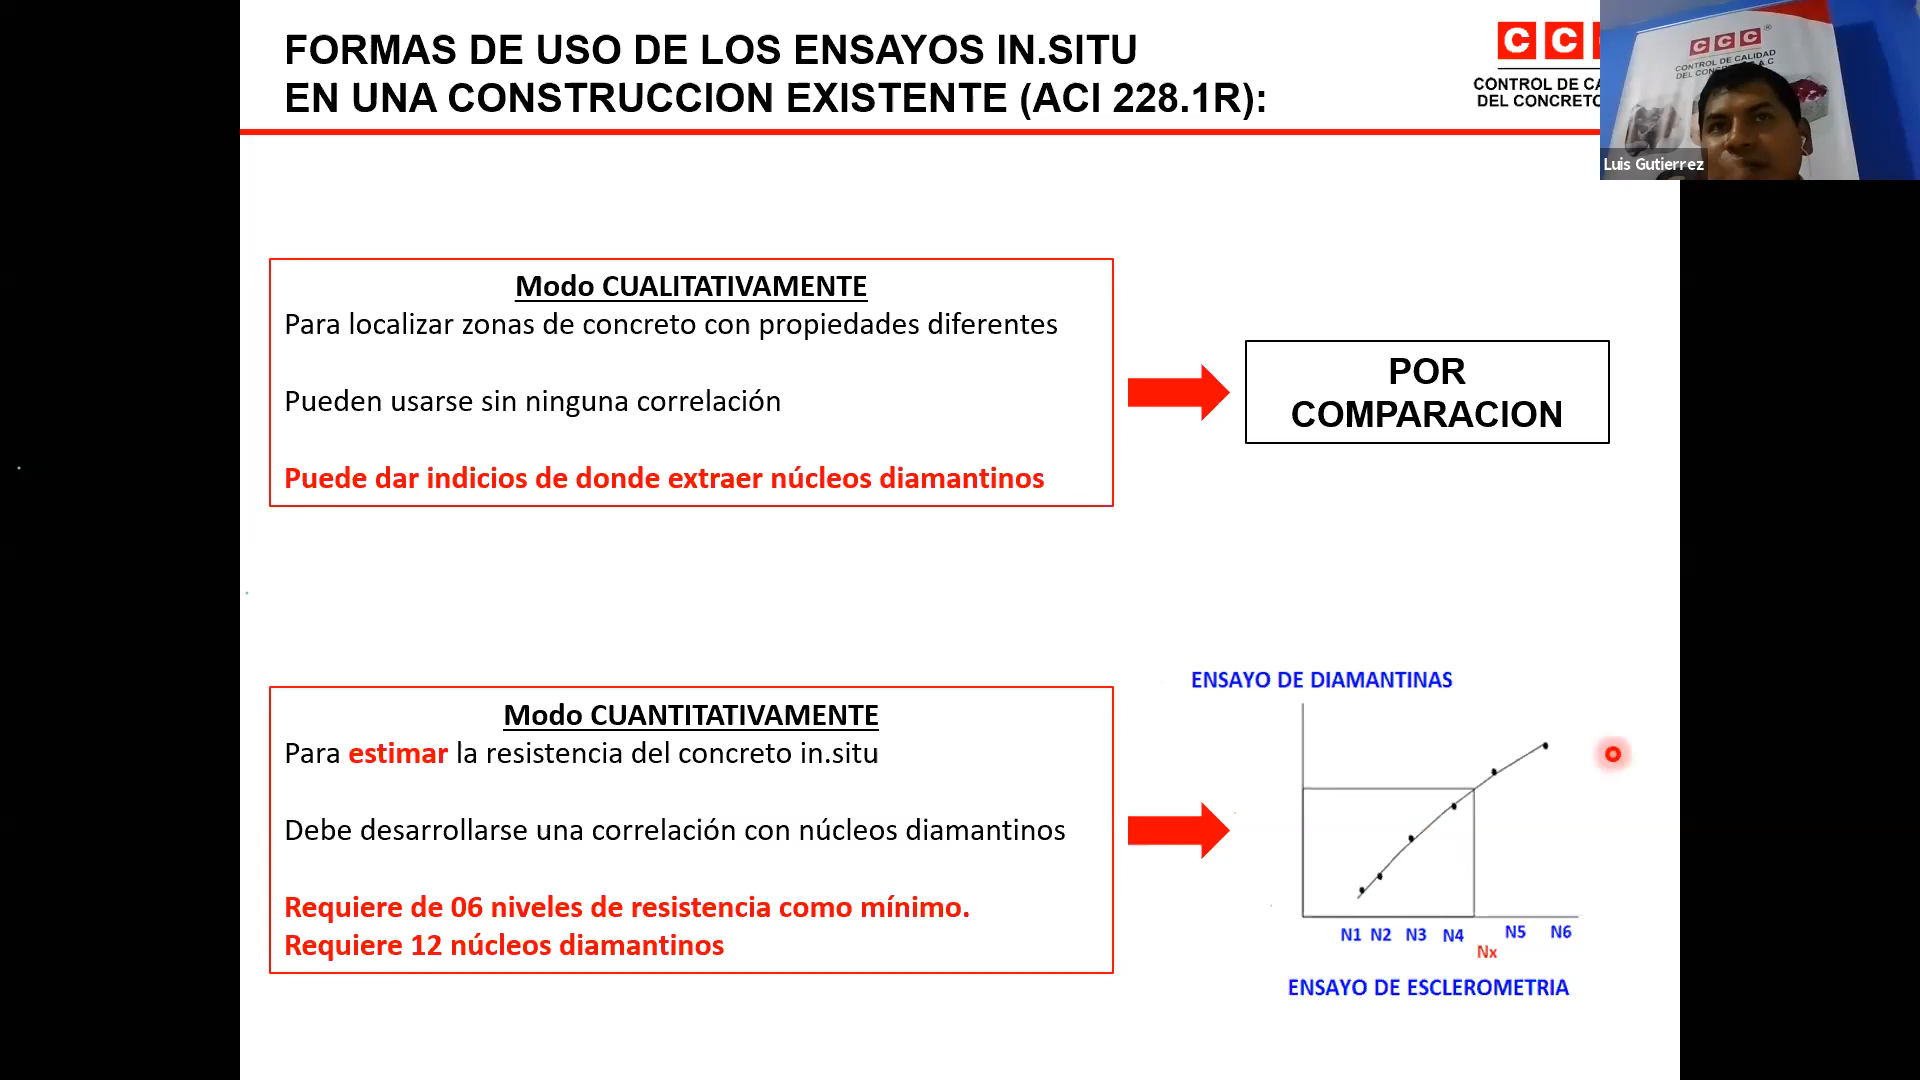 FORMAS DE USO DE LOS ENSAYOS IN.SITU
EN UNA CONSTRUCCION EXISTENTE (ACI 228.1R):
C C
CONTROL DE
DEL CONCRETO
CCC®
CONTROL DE CALIDAD
DEL A.C
Luis Gutierrez
Modo CUALITATIVAMENTE
Para localizar zonas de concreto con propiedades diferentes
Pueden usarse sin ninguna correlación
Puede dar indicios de donde extraer núcleos diamantinos
POR
COMPARACION
Modo CUANTITATIVAMENTE
Para estimar la resistencia del concreto in.situ
Debe desarrollarse una correlación con núcleos diamantinos
Requiere de 06 niveles de resistencia como mínimo.
Requiere 12 núcleos diamantinos
ENSAYO DE DIAMANTINAS
N1 N2 N3 N4 N5 N6
Nx
ENSAYO DE ESCLEROMETRIA